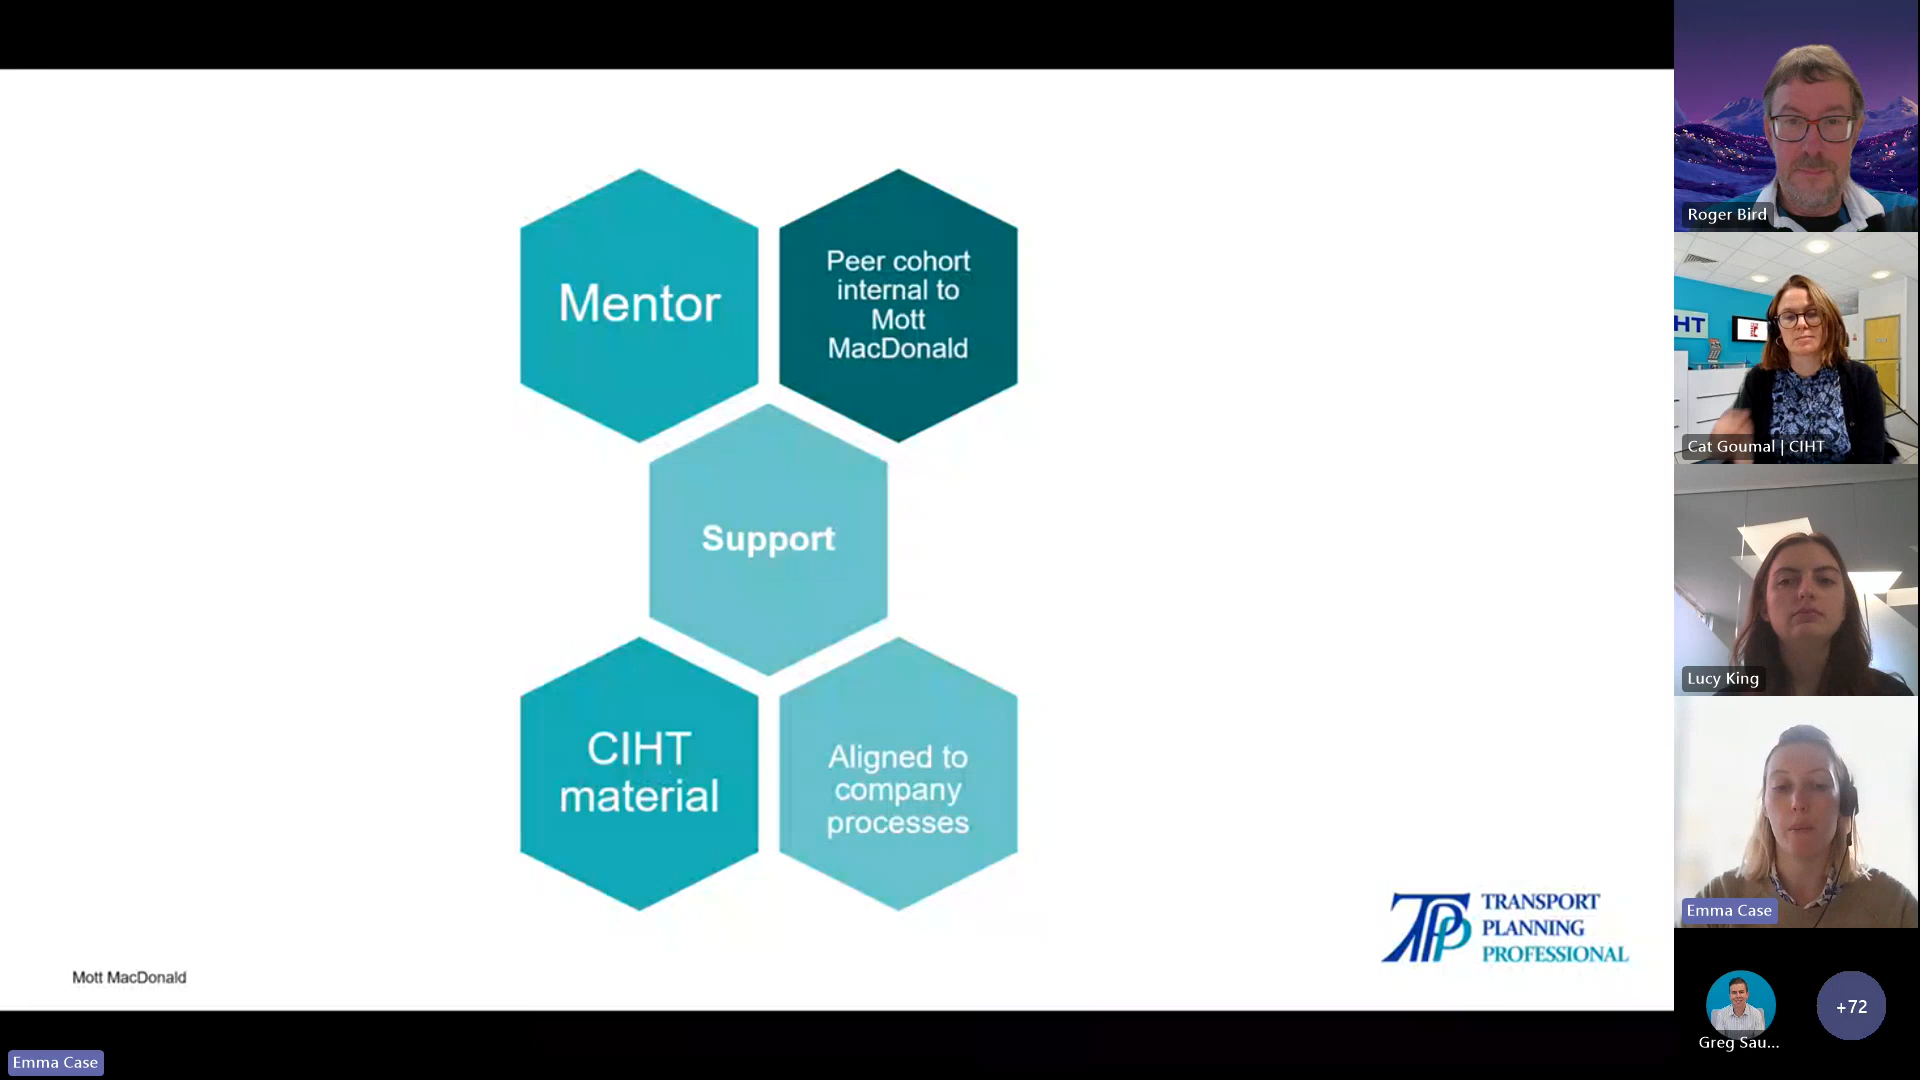 Mentor
Peer cohort
internal to
Mott
MacDonald
Support
CIHT
material
Aligned to
company
processes
TPP
TRANSPORT
PLANNING
PROFESSIONAL
Mott MacDonald
Emma Case
Roger Bird
HT
Cat Goumal | CIHT
Lucy King
Emma Case
Greg Sau...
+72